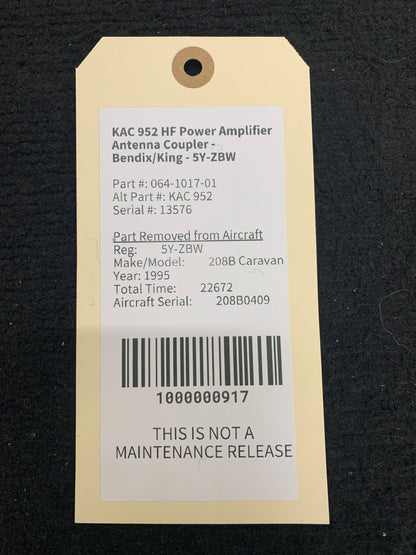 KAC 952 HF Power Amplifier
Antenna Coupler -
Bendix/King - 5Y-ZBW
Part #: 064-1017-01
Alt Part #: KAC 952
Serial #: 13576
Part Removed from Aircraft
Reg: 5Y-ZBW
Make/Model: 208B Caravan
Year: 1995
Total Time: 22672
Aircraft Serial: 208B0409
1000000917
THIS IS NOT A
MAINTENANCE RELEASE